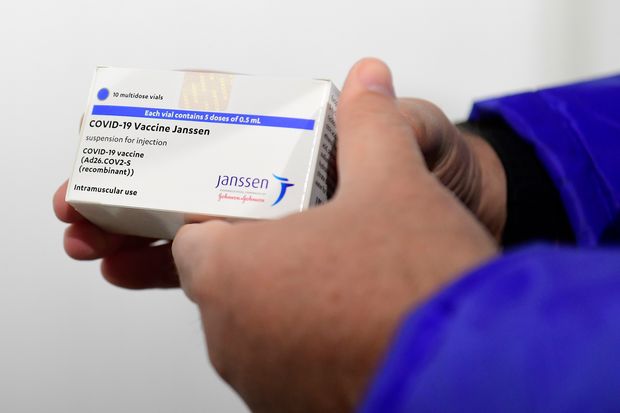 10 multidose vials
Each vial contains 5 doses of 0.5 mL
COVID-19 Vaccine Janssen
suspension for injection
COVID-19 vaccine
(Ad26.COV2-S
(recombinant))
Intramuscular use
Janssen
Johnson & Johnson